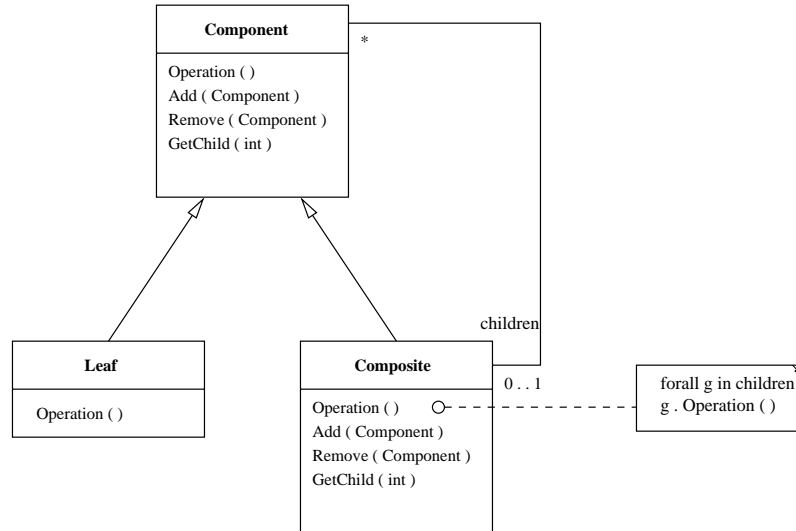 Component
*
Operation ( )
Add ( Component )
Remove ( Component )
GetChild ( int )
children
Leaf
Composite
0 . . 1
Operation ( )
Operation ( )
Add ( Component )
Remove ( Component )
GetChild ( int )
forall g in children
g . Operation ( )